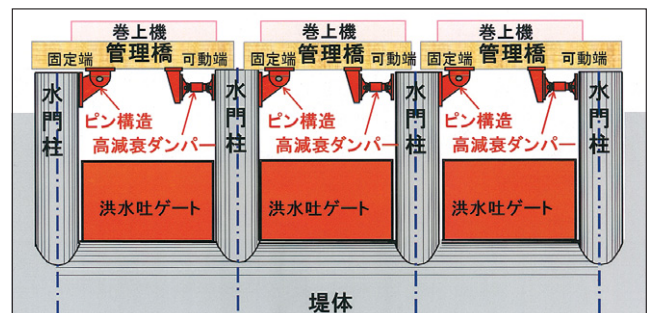 巻上機 巻上機 巻上機
固定端 管理橋 可動端 固定端 管理橋 可動端 固定端 管理橋 可動端
水門柱 水門柱 水門柱 水門柱
ピン構造 ピン構造 ピン構造
高減衰ダンパー 高減衰ダンパー 高減衰ダンパー
洪水吐ゲート 洪水吐ゲート 洪水吐ゲート
堤体